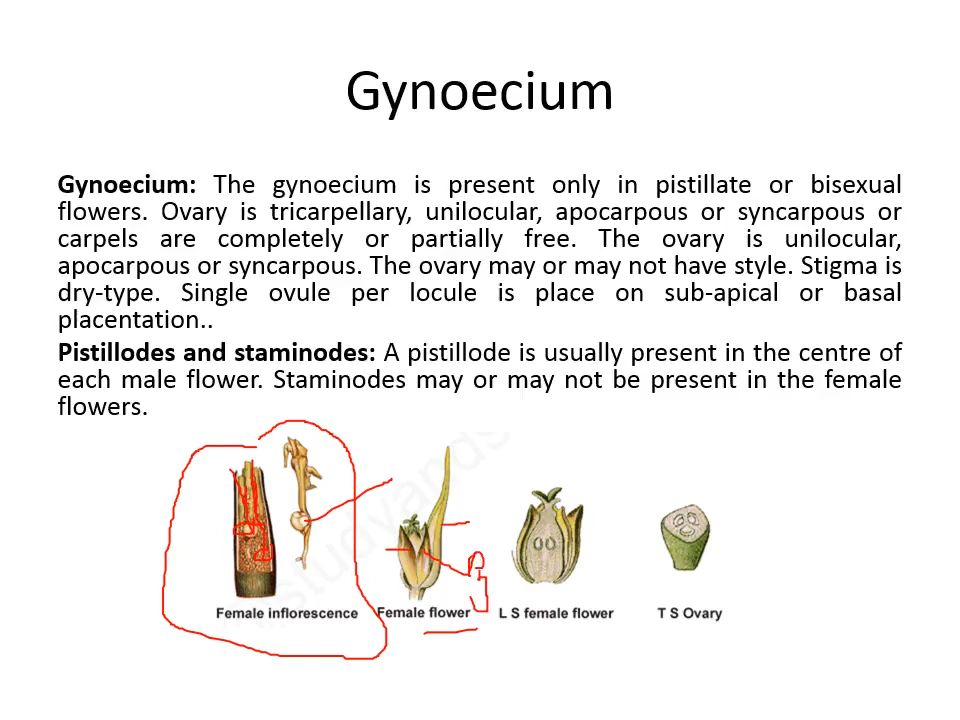 Gynoecium
Gynoecium: The gynoecium is present only in pistillate or bisexual
flowers. Ovary is tricarpellary, unilocular, apocarpous or syncarpous or
carpels are completely or partially free. The ovary is unilocular,
apocarpous or syncarpous. The ovary may or may not have style. Stigma is
dry-type. Single ovule per locule is place on sub-apical or basal
placentation..
Pistillodes and staminodes: A pistillode is usually present in the centre of
each male flower. Staminodes may or may not be present in the female
flowers.
Female inflorescence Female flower L S female flower T S Ovary